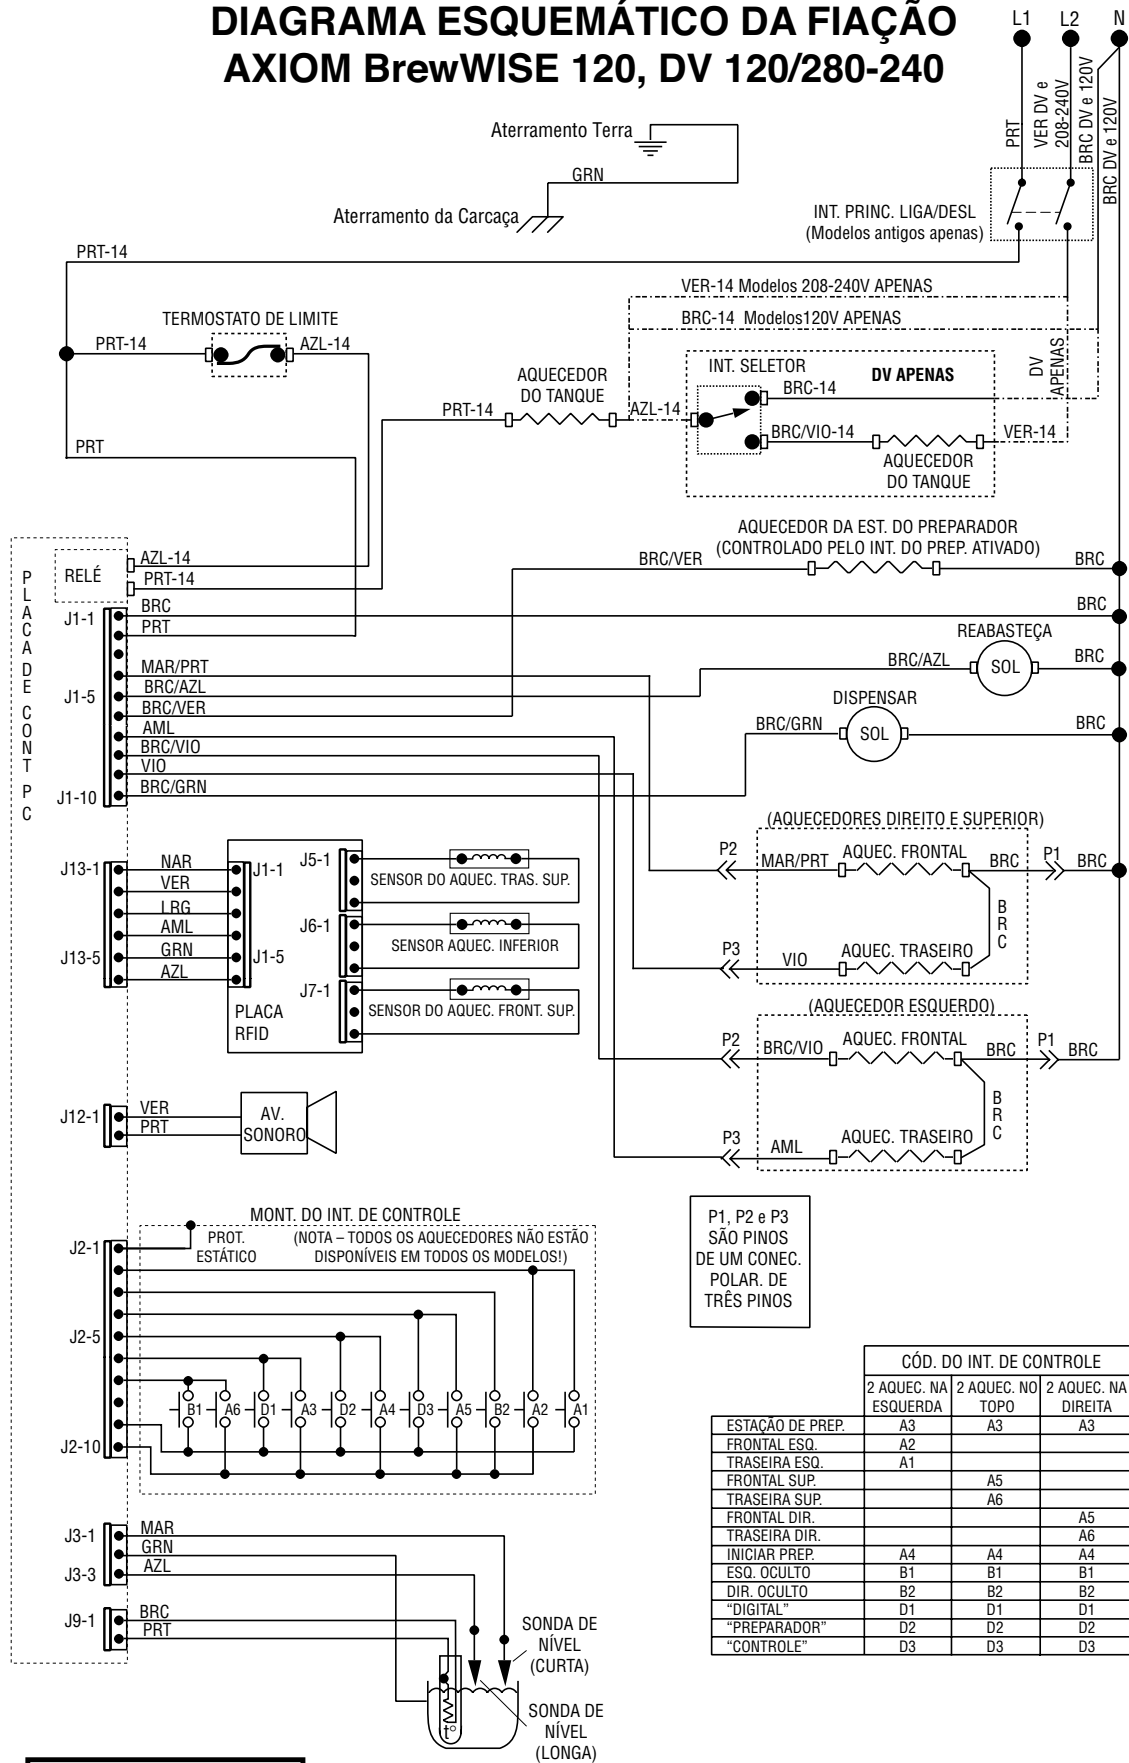 DIAGRAMA ESQUEMÁTICO DA FIAÇÃO
AXIOM BrewWISE 120, DV 120/280-240
L1
L2
N
PRT
VER DV e
208-240V
BRC DV e 120V
BRC DV e 120V
Aterramento Terra
GRN
Aterramento da Carcaça
INT. PRINC. LIGA/DESL
(Modelos antigos apenas)
PRT-14
VER-14 Modelos 208-240V APENAS
BRC-14 Modelos120V APENAS
TERMOSTATO DE LIMITE
PRT-14
AZL-14
DV
APENAS
INT. SELETOR
DV APENAS
AQUECEDOR
DO TANQUE
BRC-14
PRT-14
AZL-14
BRC/VIO-14
VER-14
AQUECEDOR
DO TANQUE
PRT
AQUECEDOR DA EST. DO PREPARADOR
(CONTROLADO PELO INT. DO PREP. ATIVADO)
BRC/VER
BRC
PLACA DE CONT PC
RELÉ
AZL-14
PRT-14
J1-1
BRC
BRC
PRT
REABASTEÇA
MAR/PRT
BRC/AZL
SOL
BRC
J1-5
BRC/AZL
BRC/VER
DISPENSAR
AML
BRC/GRN
SOL
BRC
BRC/VIO
VIO
J1-10
BRC/GRN
(AQUECEDORES DIREITO E SUPERIOR)
P2
MAR/PRT
AQUEC. FRONTAL
BRC
P1
BRC
BRC
P3
VIO
AQUEC. TRASEIRO
J13-1
NAR
VER
LRG
AML
J13-5
GRN
AZL
J1-1
J1-5
PLACA
RFID
J5-1
SENSOR DO AQUEC. TRAS. SUP.
J6-1
SENSOR AQUEC. INFERIOR
J7-1
SENSOR DO AQUEC. FRONT. SUP.
(AQUECEDOR ESQUERDO)
P2
BRC/VIO
AQUEC. FRONTAL
BRC
P1
BRC
BRC
P3
AML
AQUEC. TRASEIRO
J12-1
VER
PRT
AV.
SONORO
P1, P2 e P3
SÃO PINOS
DE UM CONEC.
POLAR. DE
TRÊS PINOS
MONT. DO INT. DE CONTROLE
PROT.
ESTÁTICO
(NOTA – TODOS OS AQUECEDORES NÃO ESTÃO
DISPONÍVEIS EM TODOS OS MODELOS!)
J2-1
J2-5
J2-10
B1 A6 D1 A3 D2 A4 D3 A5 B2 A2 A1
CÓD. DO INT. DE CONTROLE
2 AQUEC. NA ESQUERDA 2 AQUEC. NO TOPO 2 AQUEC. NA DIREITA
ESTAÇÃO DE PREP. A3 A3 A3
FRONTAL ESQ. A2
TRASEIRA ESQ. A1
FRONTAL SUP. A5
TRASEIRA SUP. A6
FRONTAL DIR. A5
TRASEIRA DIR. A6
INICIAR PREP. A4 A4 A4
ESQ. OCULTO B1 B1 B1
DIR. OCULTO B2 B2 B2
“DIGITAL” D1 D1 D1
“PREPARADOR” D2 D2 D2
“CONTROLE” D3 D3 D3
J3-1
MAR
GRN
J3-3
AZL
J9-1
BRC
PRT
SONDA DE
NÍVEL
(CURTA)
SONDA DE
NÍVEL
(LONGA)
t°